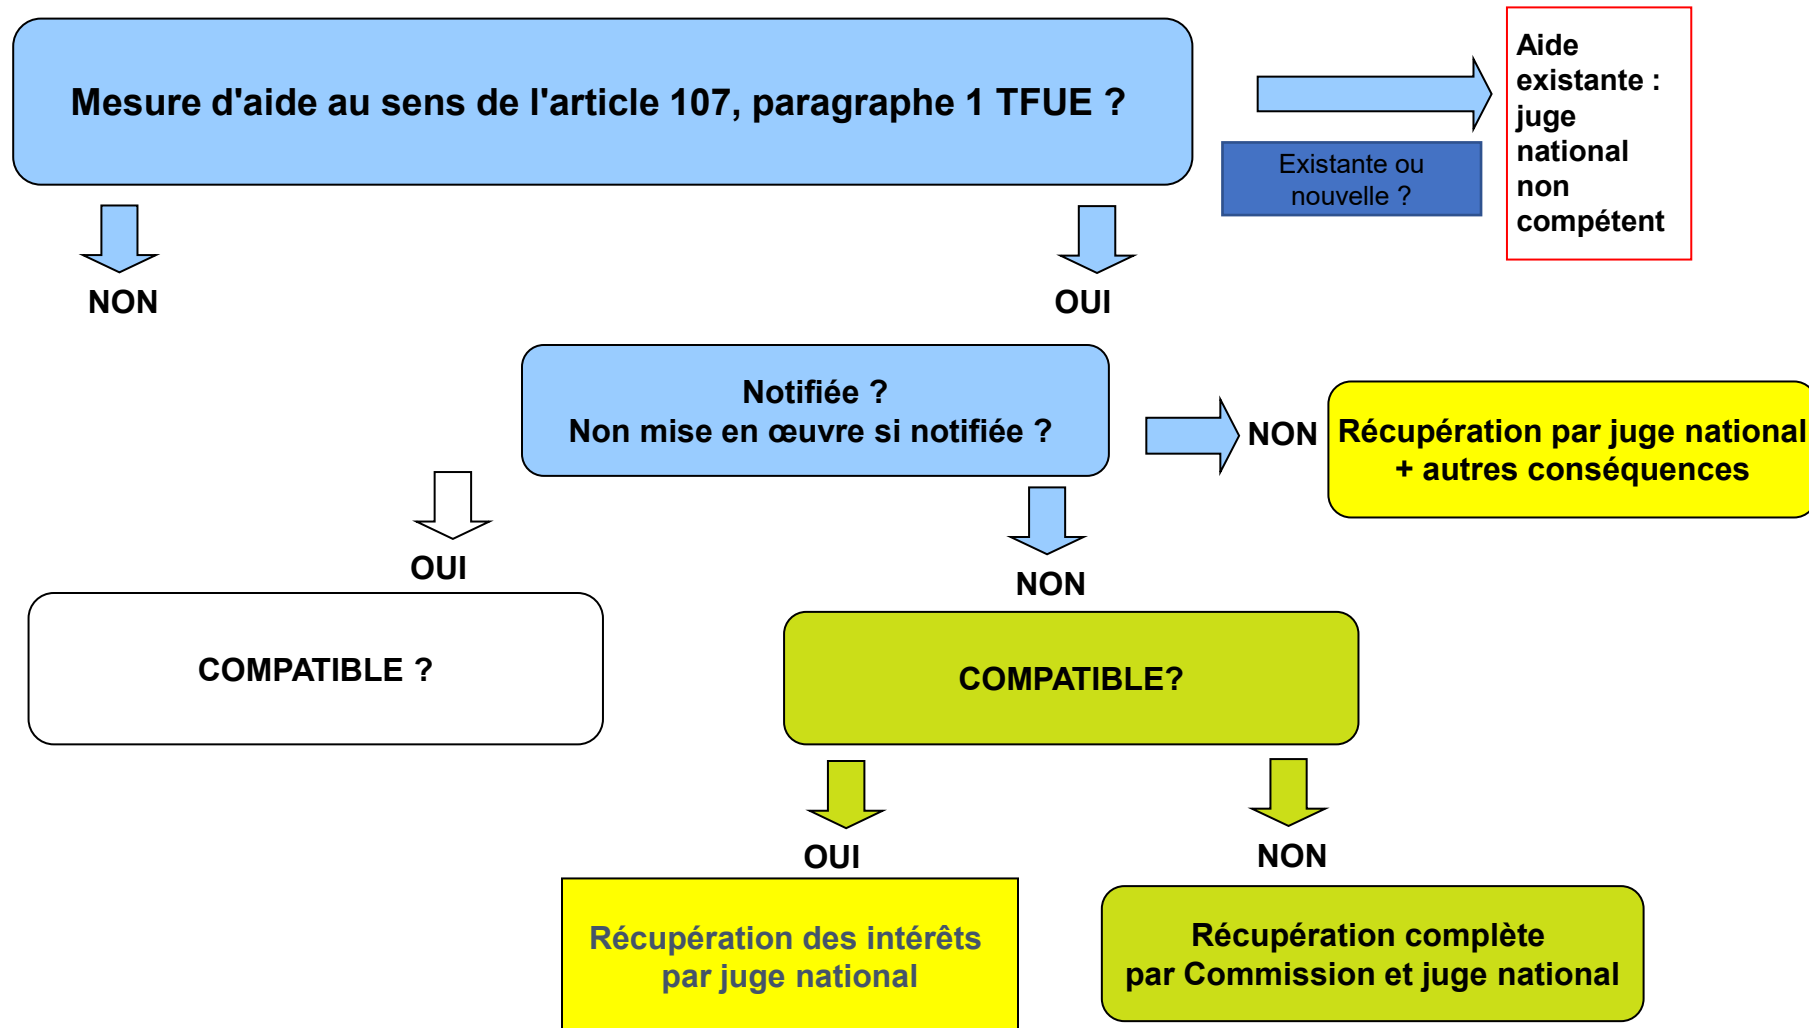 Mesure d'aide au sens de l'article 107, paragraphe 1 TFUE ?
Aide
existante :
juge
national
non
compétent
Existante ou
nouvelle ?
NON
OUI
Notifiée ?
Non mise en œuvre si notifiée ?
NON
Récupération par juge national
+ autres conséquences
OUI
NON
COMPATIBLE ?
COMPATIBLE?
OUI
NON
Récupération des intérêts
par juge national
Récupération complète
par Commission et juge national